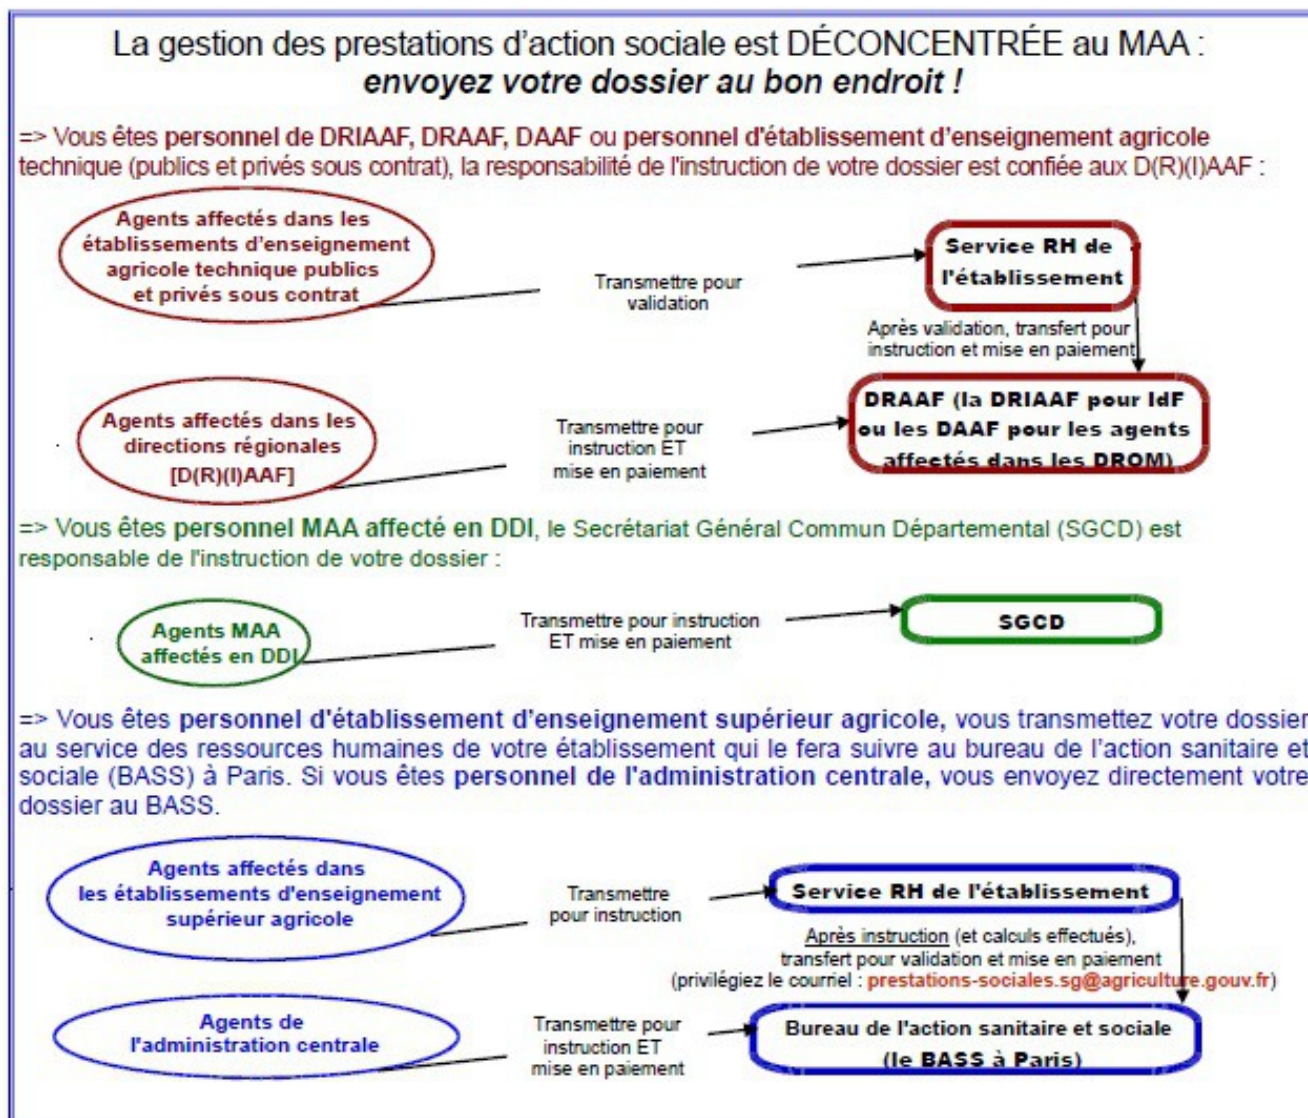 La gestion des prestations d'action sociale est DÉCONCENTRÉE au MAA :
envoyez votre dossier au bon endroit !
=> Vous êtes personnel de DRIAAF, DRAAF, DAAF ou personnel d'établissement d'enseignement agricole
technique (publics et privés sous contrat), la responsabilité de l'instruction de votre dossier est confiée aux D(R)(I)AAF :
Agents affectés dans les
établissements d'enseignement
agricole technique publics
et privés sous contrat
Transmettre pour
validation
Service RH de
l'établissement
Après validation, transfert pour
instruction et mise en paiement
Agents affectés dans les
directions régionales
[D(R)(I)AAF]
Transmettre pour
instruction ET
mise en paiement
DRAAF (la DRIAAF pour IdF
ou les DAAF pour les agents
affectés dans les DROM)
=> Vous êtes personnel MAA affecté en DDI, le Secrétariat Général Commun Départemental (SGCD) est
responsable de l'instruction de votre dossier :
Agents MAA
affectés en DDI
Transmettre pour instruction
ET mise en paiement
SGCD
=> Vous êtes personnel d'établissement d'enseignement supérieur agricole, vous transmettez votre dossier
au service des ressources humaines de votre établissement qui le fera suivre au bureau de l'action sanitaire et
sociale (BASS) à Paris. Si vous êtes personnel de l'administration centrale, vous envoyez directement votre
dossier au BASS.
Agents affectés dans
les établissements d'enseignement
supérieur agricole
Transmettre
pour instruction
Service RH de l'établissement
Après instruction (et calculs effectués),
transfert pour validation et mise en paiement
(privilégiez le courriel : prestations-sociales.sg@agriculture.gouv.fr)
Agents de
l'administration centrale
Transmettre pour
instruction ET
mise en paiement
Bureau de l'action sanitaire et sociale
(le BASS à Paris)